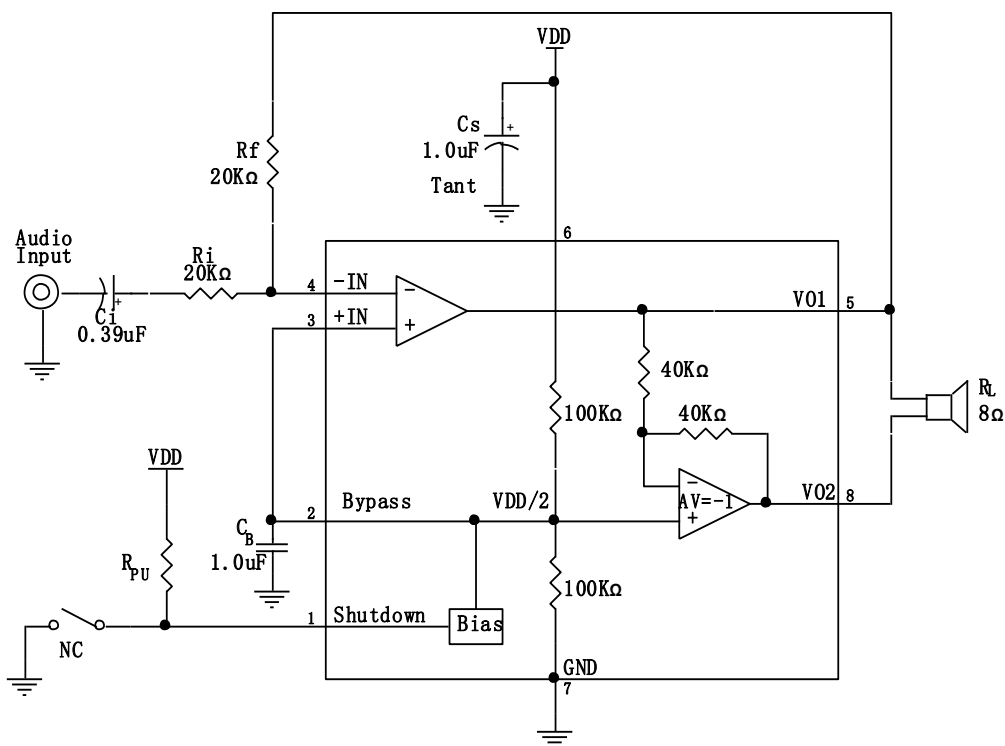 VDD
Cs
+
1.0uF
Tant
Rf
20KΩ
6
Audio
Input
Ri
20KΩ
4
-IN
−
+
Ci
0.39uF
3
+IN
+
VO1
5
40KΩ
40KΩ
100KΩ
RL
8Ω
VDD
2
Bypass
VDD/2
−
AV=-1
+
VO2
8
CB
1.0uF
RPU
100KΩ
1
Shutdown
Bias
NC
GND
7